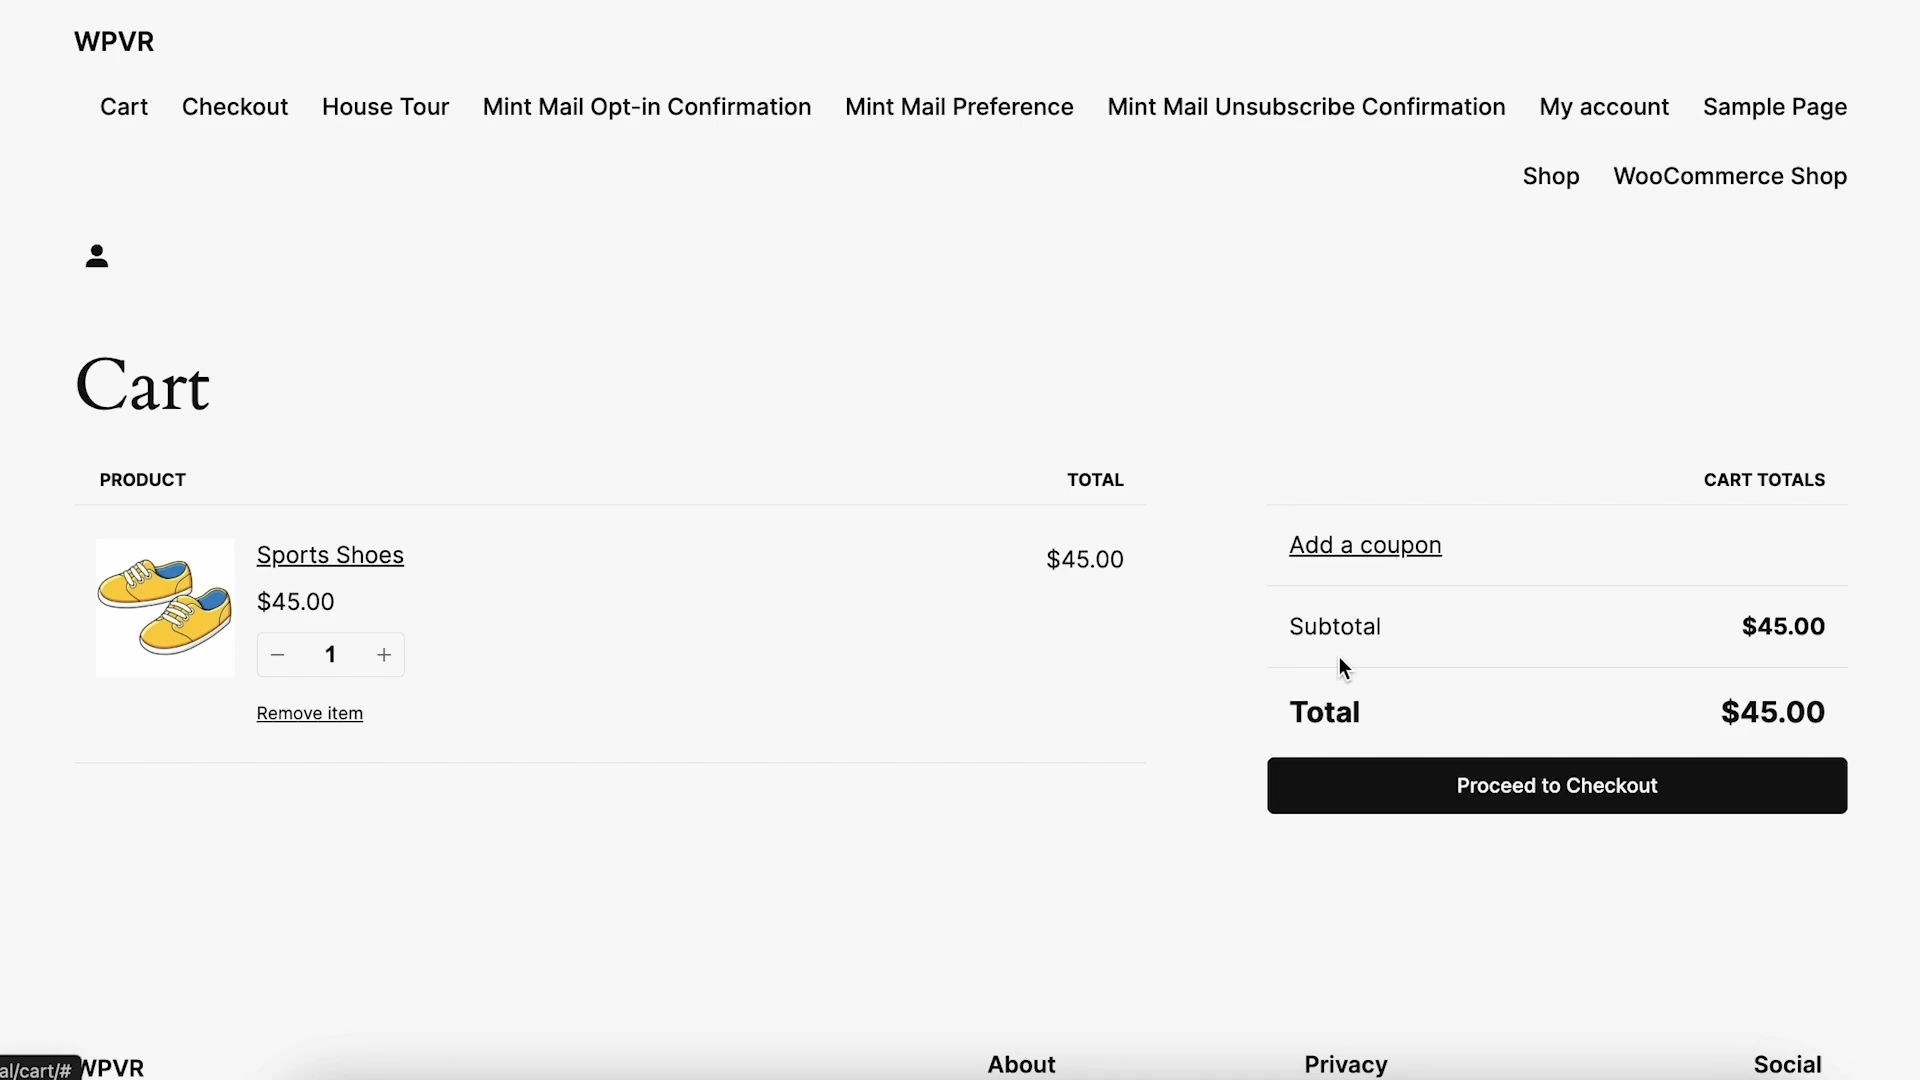 WPVR
Cart Checkout House Tour Mint Mail Opt-in Confirmation Mint Mail Preference Mint Mail Unsubscribe Confirmation My account Sample Page
Shop WooCommerce Shop
Cart
PRODUCT TOTAL
Sports Shoes $45.00
$45.00
− 1 +
Remove item
CART TOTALS
Add a coupon
Subtotal $45.00
Total $45.00
Proceed to Checkout
WPVR About Privacy Social
al/cart/#